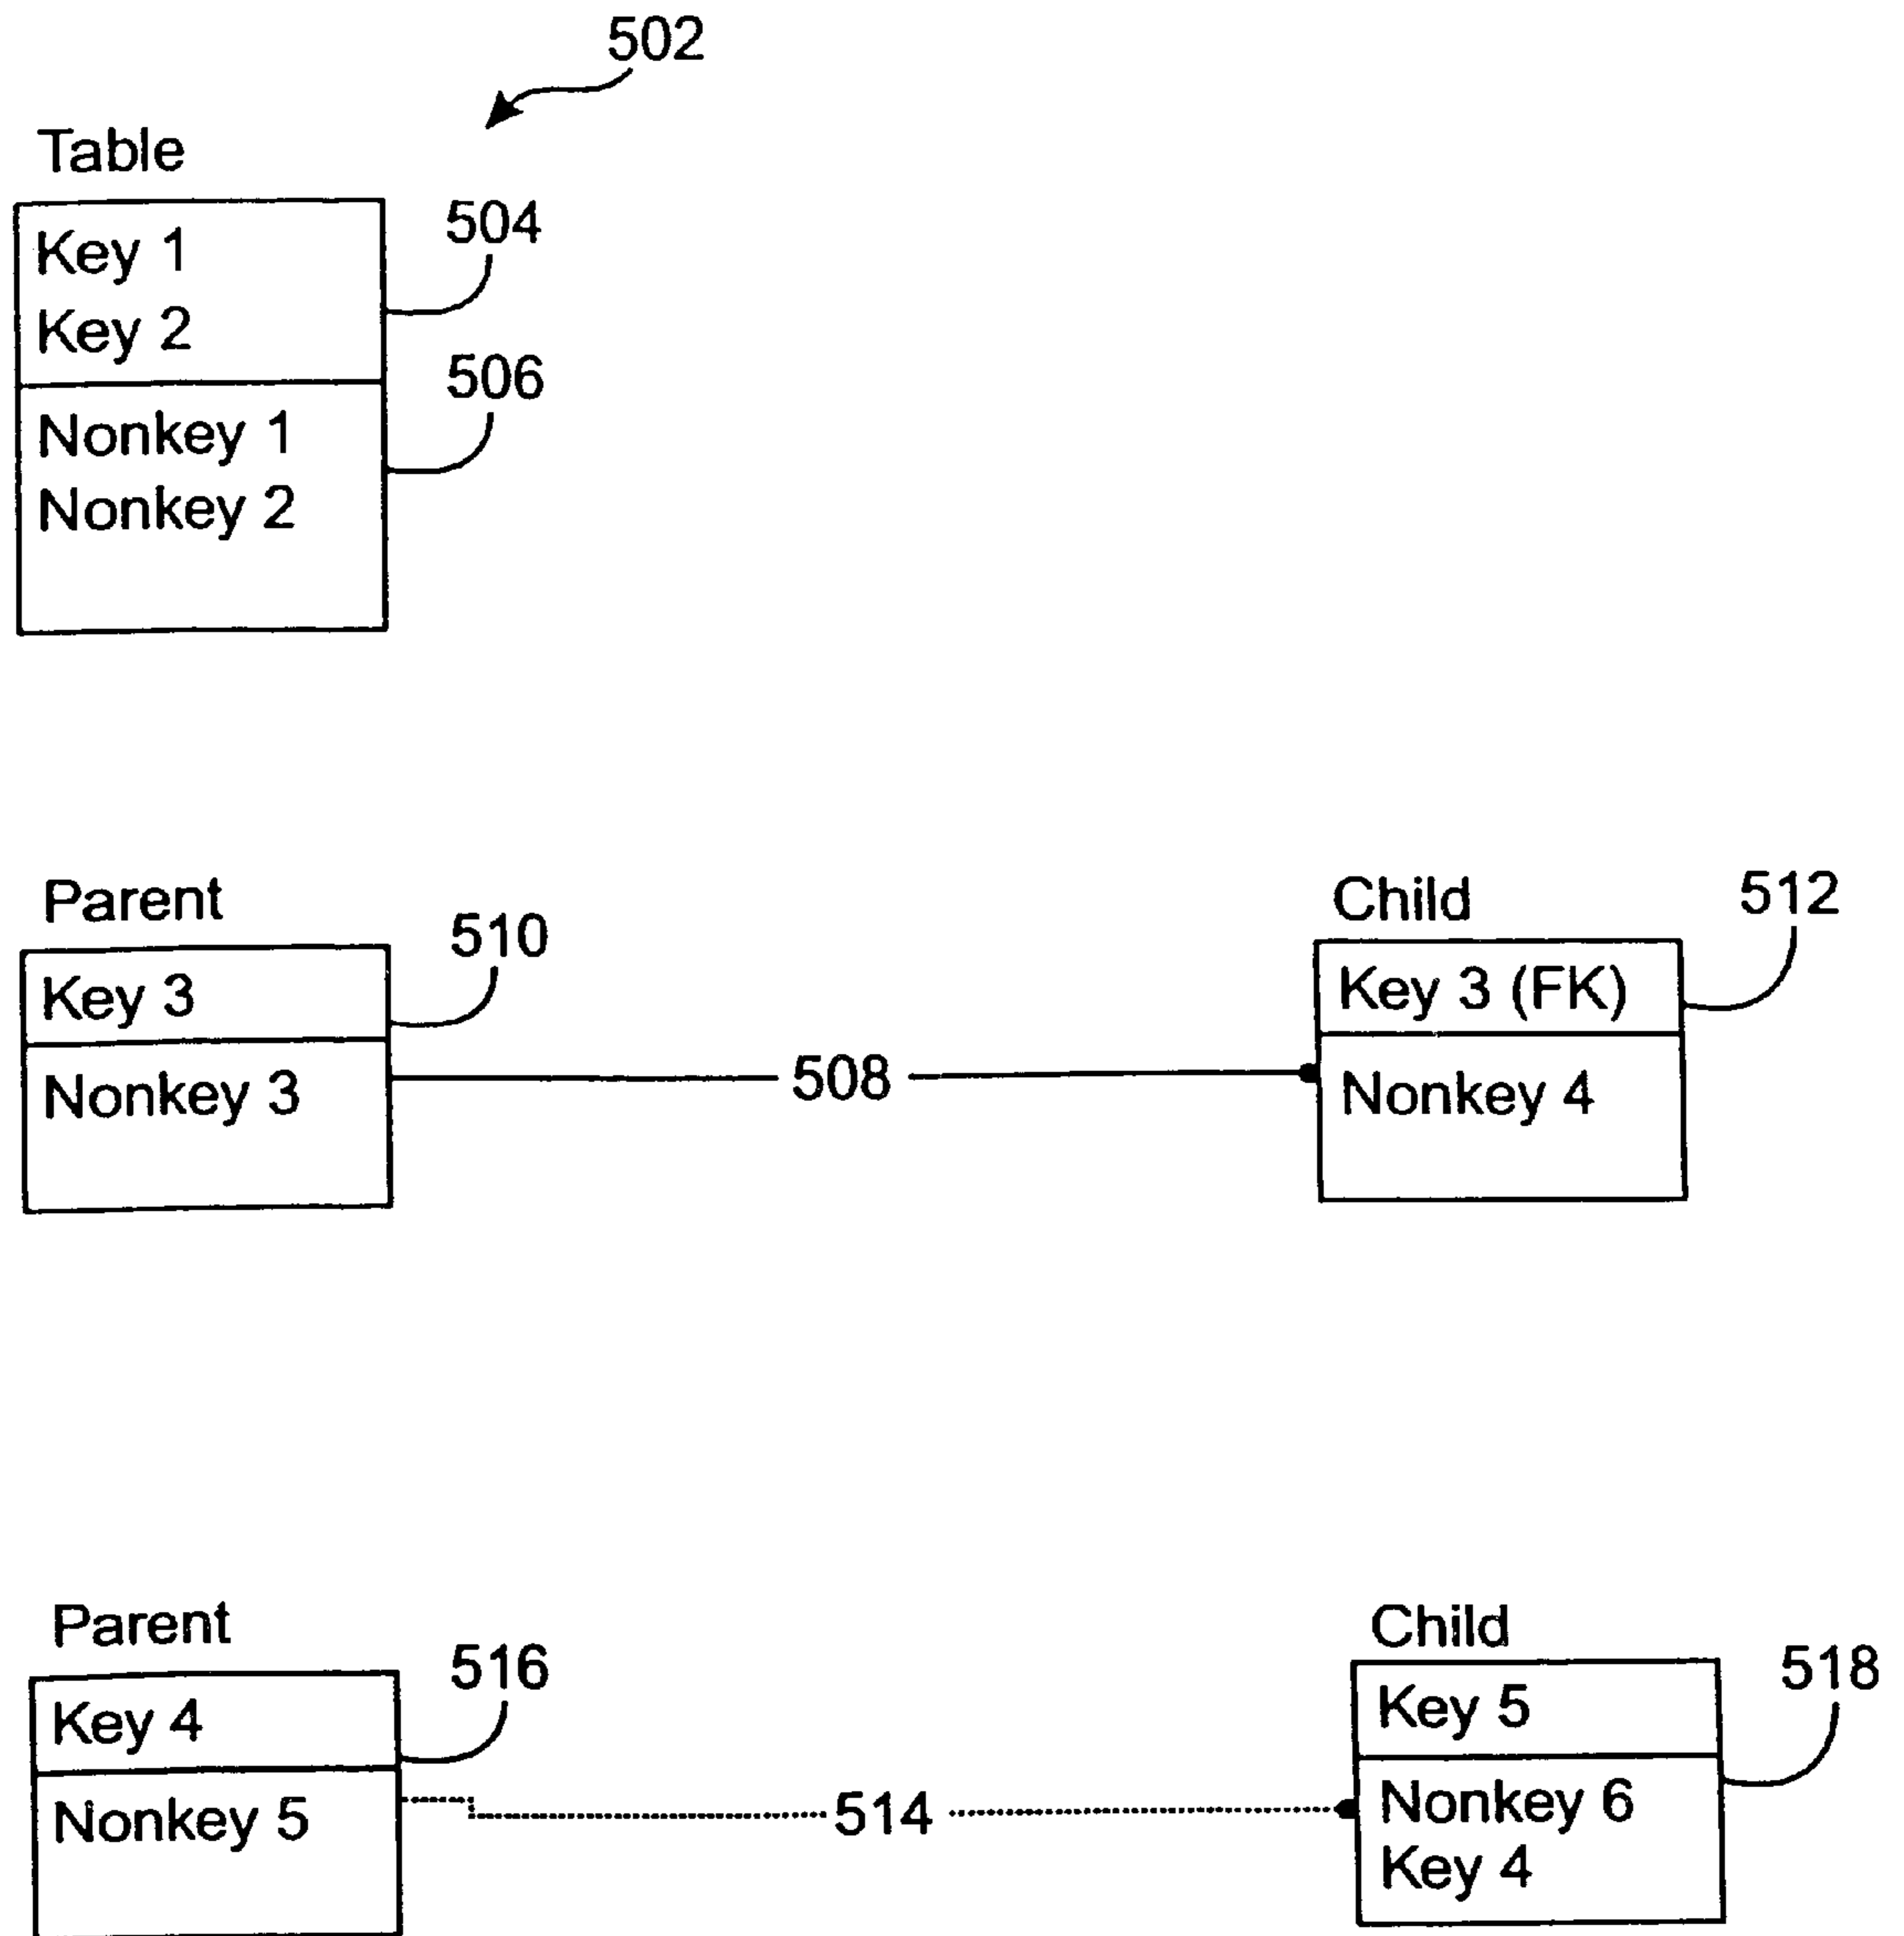 502
Table
504
Key 1
Key 2
506
Nonkey 1
Nonkey 2
Parent
510
Child
512
Key 3
Key 3 (FK)
508
Nonkey 3
Nonkey 4
Parent
516
Child
518
Key 4
Key 5
514
Nonkey 5
Nonkey 6
Key 4